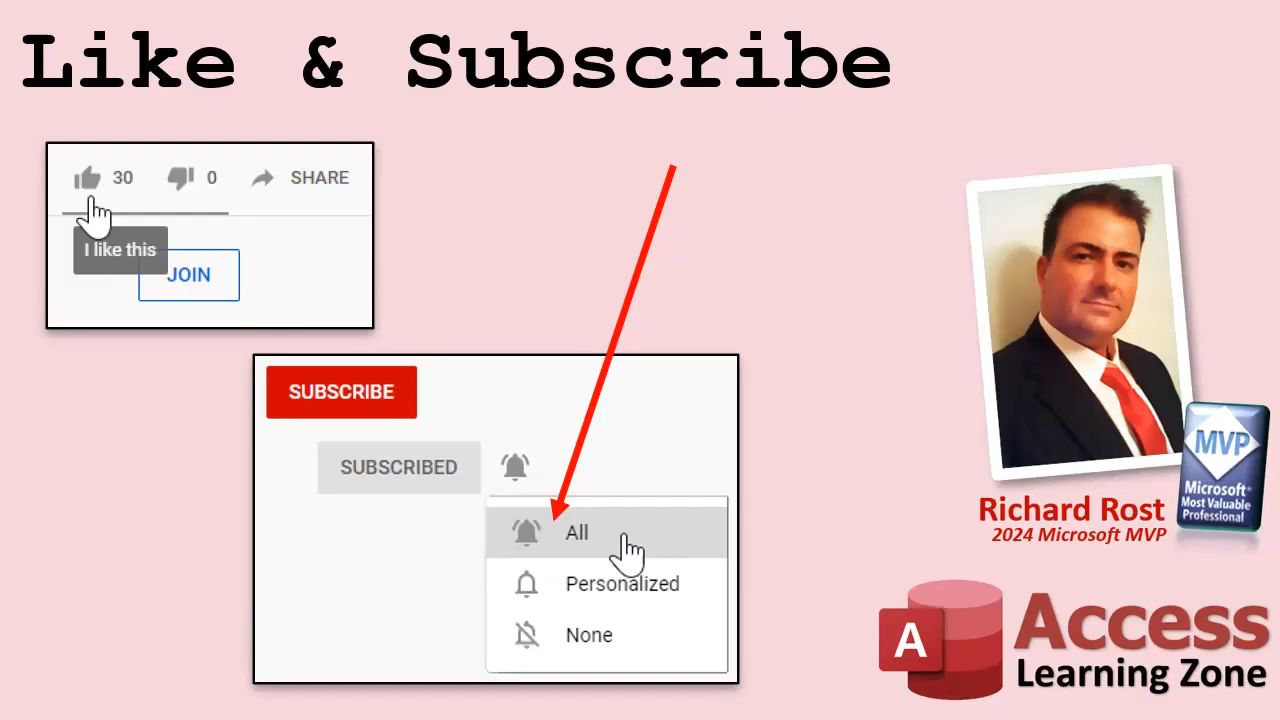 Like & Subscribe
30 0 SHARE
I like this
JOIN
SUBSCRIBE
SUBSCRIBED
All
Personalized
None
MVP
Microsoft®
Most Valuable
Professional
Richard Rost
2024 Microsoft MVP
A
Access
Learning Zone